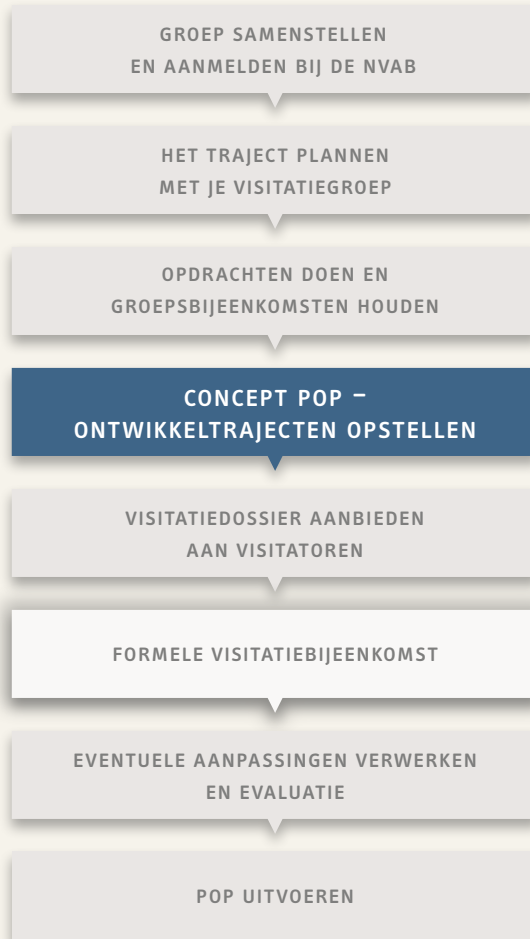 GROEP SAMENSTELLEN
EN AANMELDEN BIJ DE NVAB
HET TRAJECT PLANNEN
MET JE VISITATIEGROEP
OPDRACHTEN DOEN EN
GROEPSBIJEENKOMSTEN HOUDEN
CONCEPT POP –
ONTWIKKELTRAJECTEN OPSTELLEN
VISITATIEDOSSIER AANBIEDEN
AAN VISITATOREN
FORMELE VISITATIEBIJEENKOMST
EVENTUELE AANPASSINGEN VERWERKEN
EN EVALUATIE
POP UITVOEREN